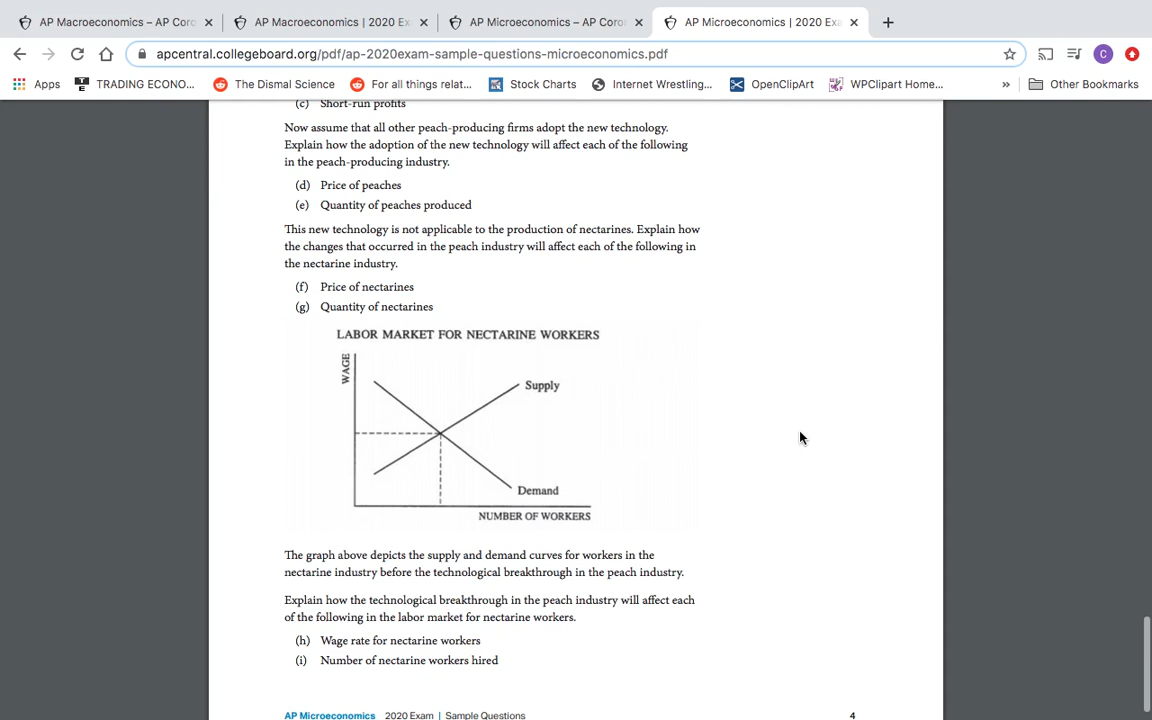 AP Macroeconomics – AP Coro
AP Macroeconomics | 2020 Ex
AP Microeconomics – AP Coro
AP Microeconomics | 2020 Exa
apcentral.collegeboard.org/pdf/ap-2020exam-sample-questions-microeconomics.pdf
C
Apps
TRADING ECONO...
The Dismal Science
For all things relat...
Stock Charts
Internet Wrestling...
OpenClipArt
WPClipart Home...
»
Other Bookmarks
(c) Short-run profits
Now assume that all other peach-producing firms adopt the new technology.
Explain how the adoption of the new technology will affect each of the following
in the peach-producing industry.
(d) Price of peaches
(e) Quantity of peaches produced
This new technology is not applicable to the production of nectarines. Explain how
the changes that occurred in the peach industry will affect each of the following in
the nectarine industry.
(f) Price of nectarines
(g) Quantity of nectarines
LABOR MARKET FOR NECTARINE WORKERS
WAGE
Supply
Demand
NUMBER OF WORKERS
The graph above depicts the supply and demand curves for workers in the
nectarine industry before the technological breakthrough in the peach industry.
Explain how the technological breakthrough in the peach industry will affect each
of the following in the labor market for nectarine workers.
(h) Wage rate for nectarine workers
(i) Number of nectarine workers hired
AP Microeconomics 2020 Exam | Sample Questions 4